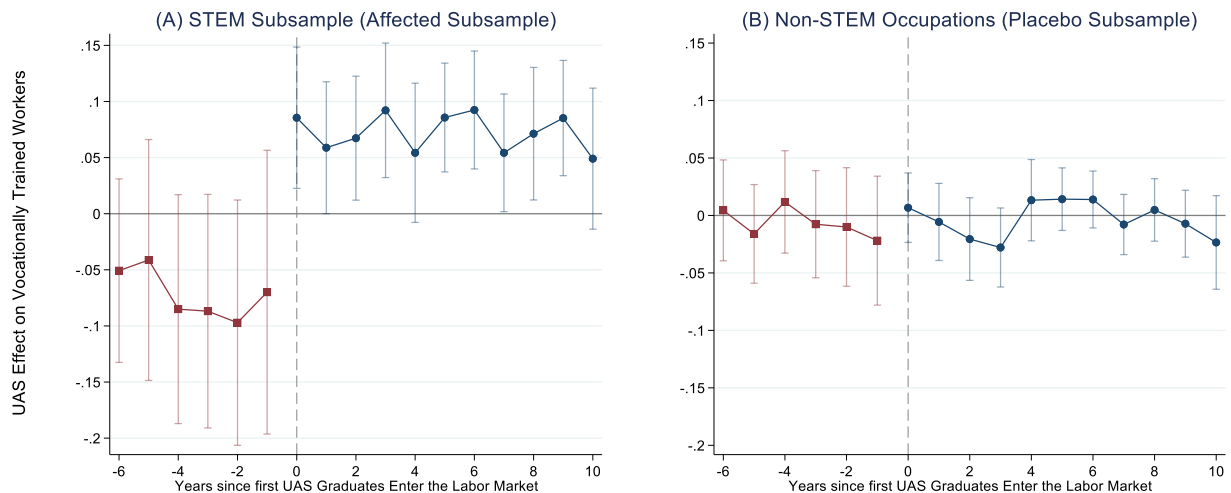 (A) STEM Subsample (Affected Subsample)
(B) Non-STEM Occupations (Placebo Subsample)
UAS Effect on Vocationally Trained Workers
.15
.1
.05
0
-.05
-.1
-.15
-.2
-6 -4 -2 0 2 4 6 8 10
Years since first UAS Graduates Enter the Labor Market
.15
.1
.05
0
-.05
-.1
-.15
-.2
-6 -4 -2 0 2 4 6 8 10
Years since first UAS Graduates Enter the Labor Market